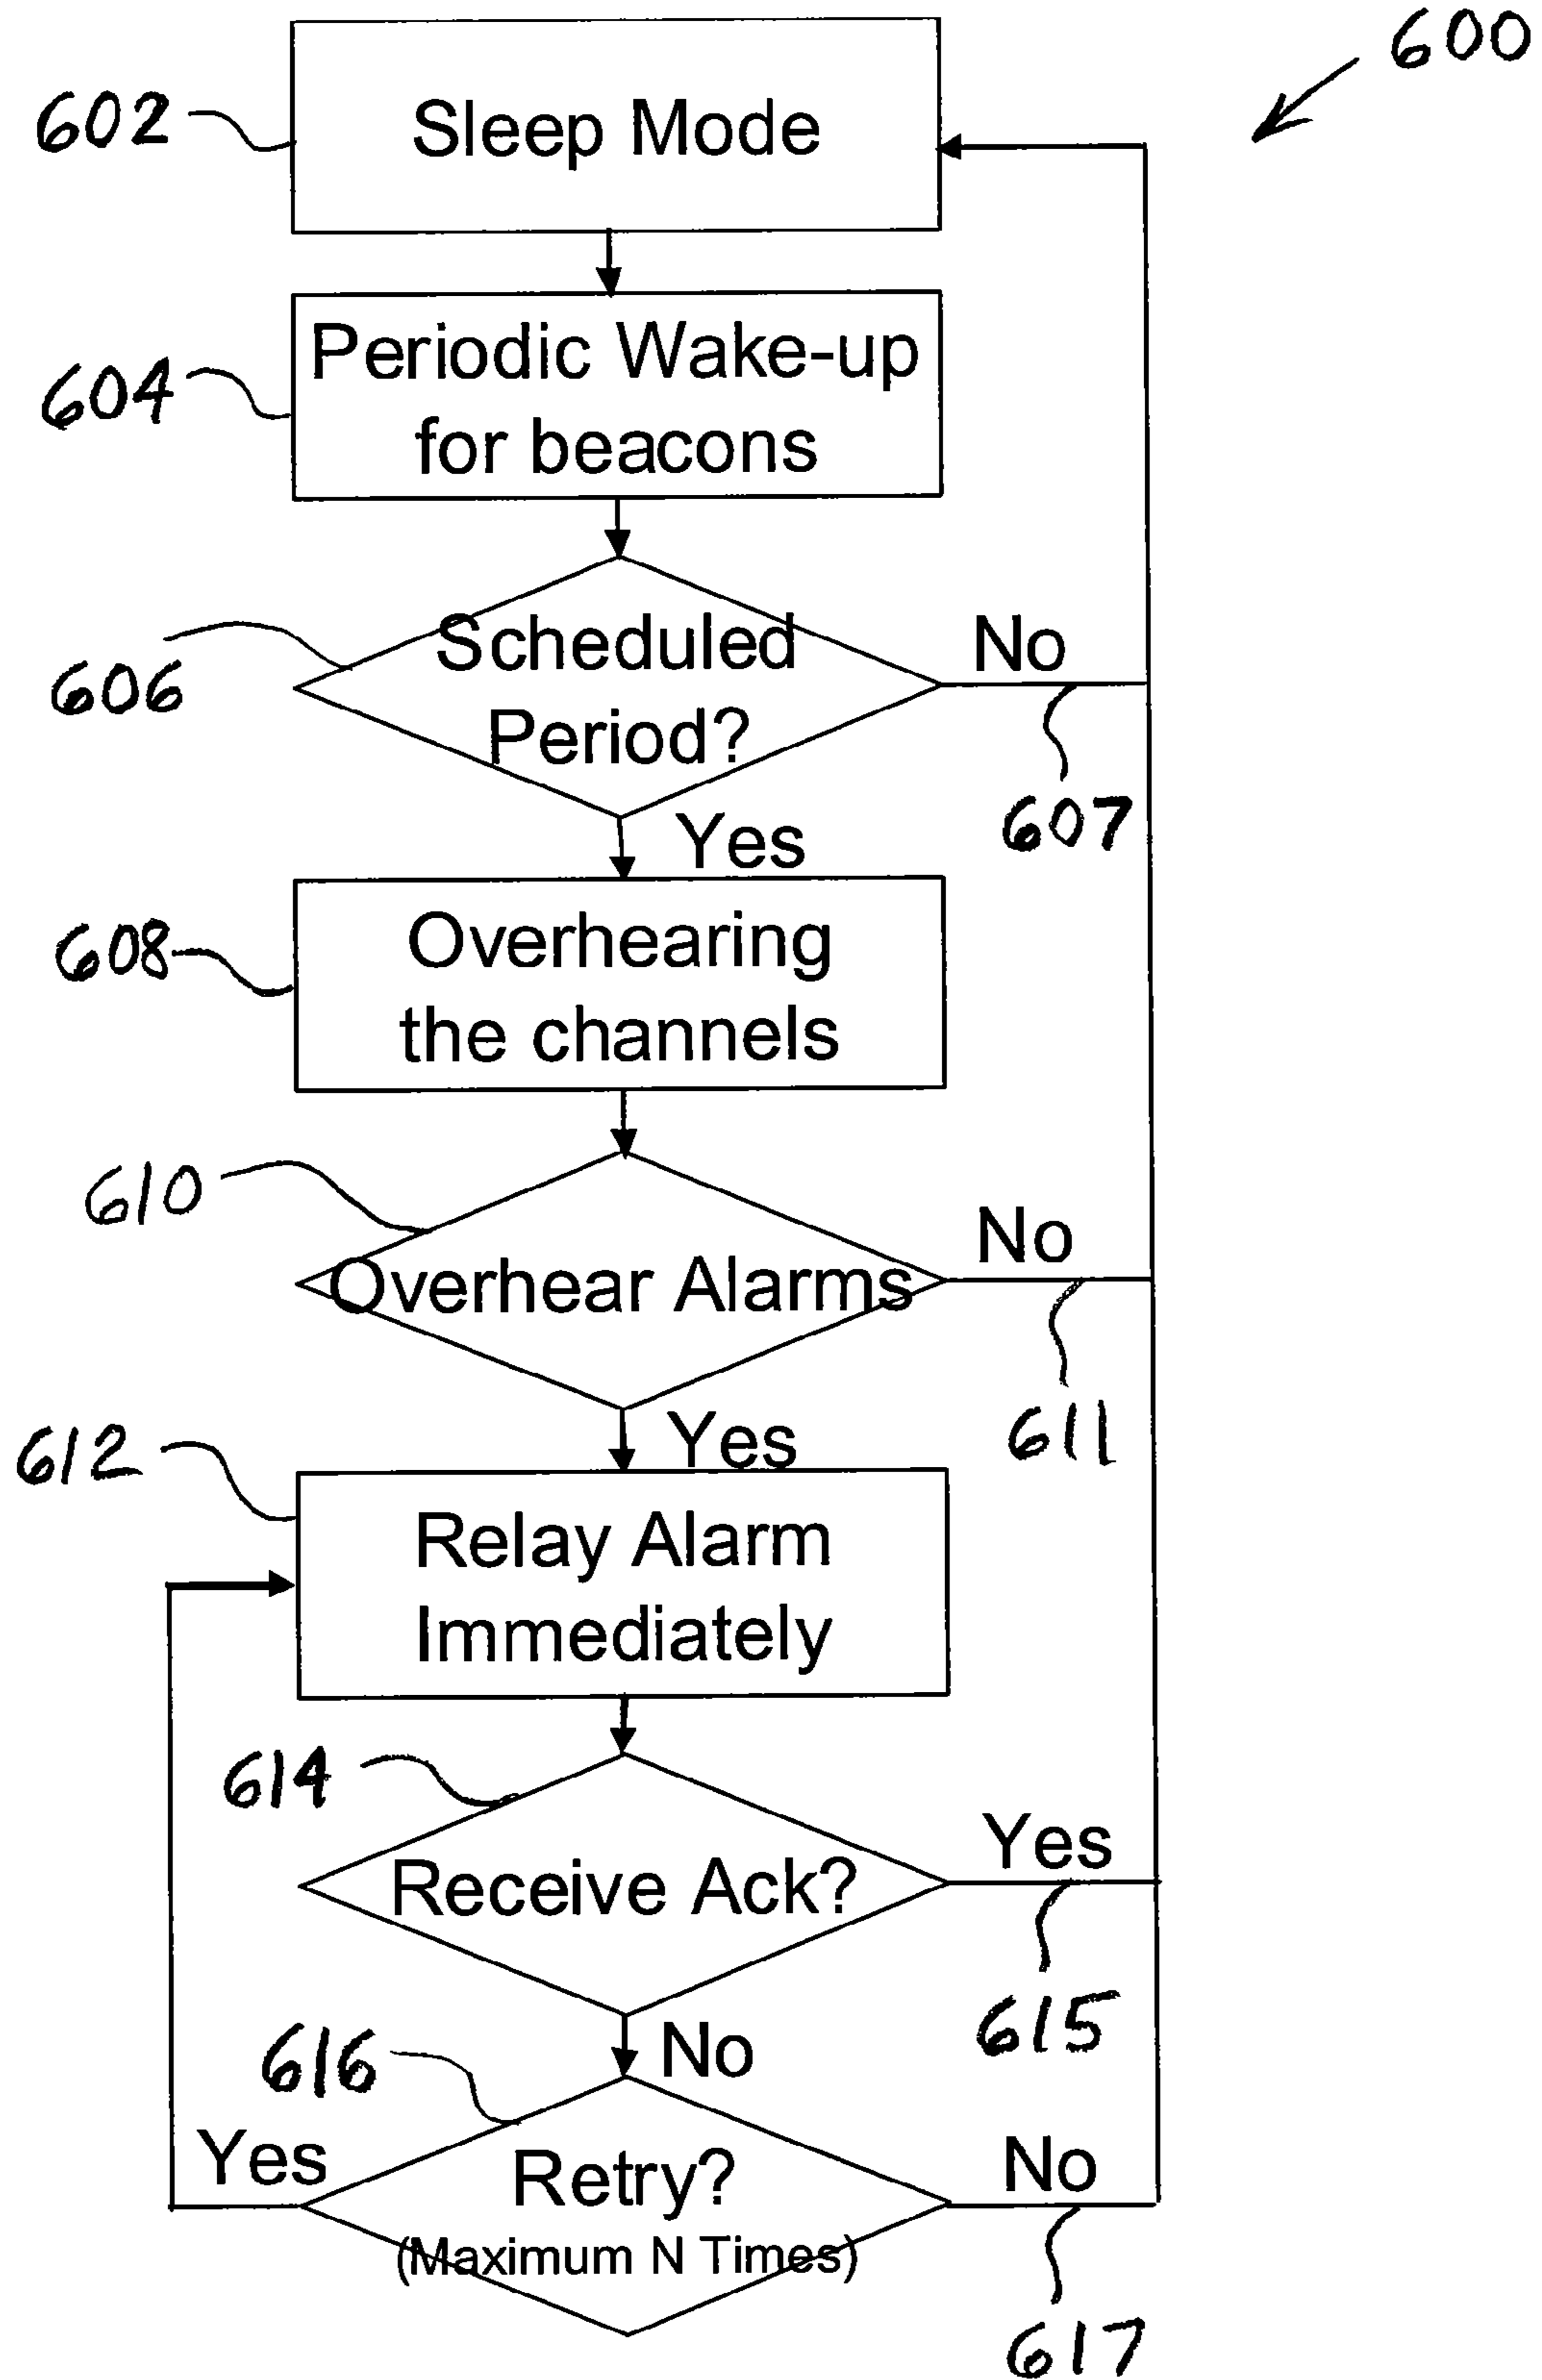 600
602
Sleep Mode
604
Periodic Wake-up
for beacons
606
Scheduled
Period?
No
607
Yes
608
Overhearing
the channels
610
Overhear Alarms
No
611
Yes
612
Relay Alarm
Immediately
614
Receive Ack?
Yes
615
No
616
Retry?
(Maximum N Times)
Yes
No
617